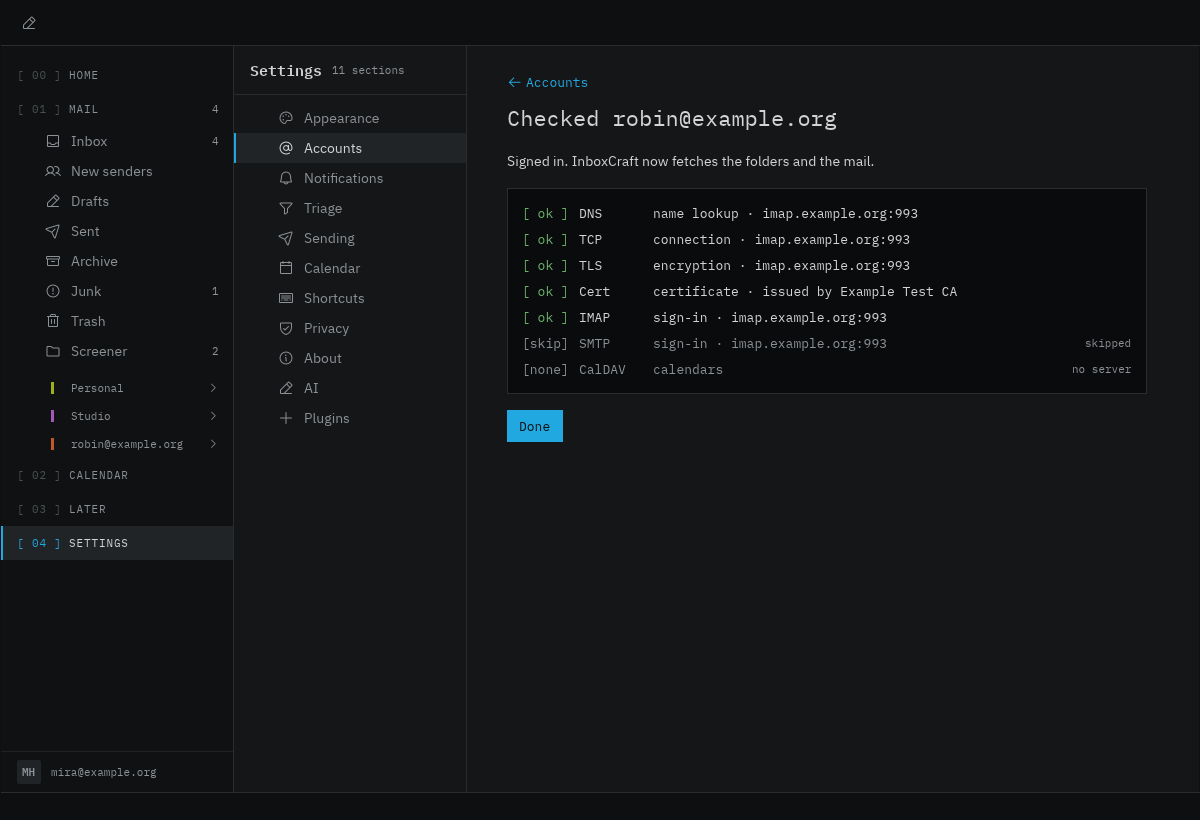 [ 00 ] HOME
[ 01 ] MAIL 4
Inbox 4
New senders
Drafts
Sent
Archive
Junk 1
Trash
Screener 2
Personal
Studio
robin@example.org
[ 02 ] CALENDAR
[ 03 ] LATER
[ 04 ] SETTINGS
MH mira@example.org
Settings 11 sections
Appearance
Accounts
Notifications
Triage
Sending
Calendar
Shortcuts
Privacy
About
AI
Plugins
← Accounts
Checked robin@example.org
Signed in. InboxCraft now fetches the folders and the mail.
[ ok ] DNS name lookup · imap.example.org:993
[ ok ] TCP connection · imap.example.org:993
[ ok ] TLS encryption · imap.example.org:993
[ ok ] Cert certificate · issued by Example Test CA
[ ok ] IMAP sign-in · imap.example.org:993
[skip] SMTP sign-in · imap.example.org:993 skipped
[none] CalDAV calendars no server
Done